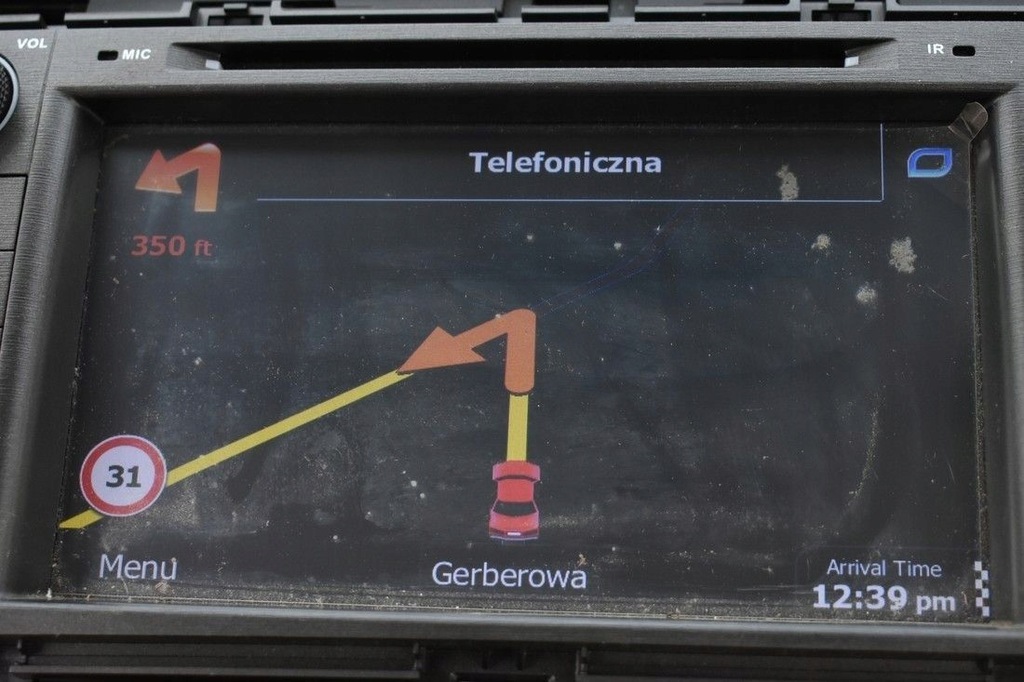 VOL
MIC
IR
Telefoniczna
350 ft
31
Menu
Gerberowa
Arrival Time
12:39 pm